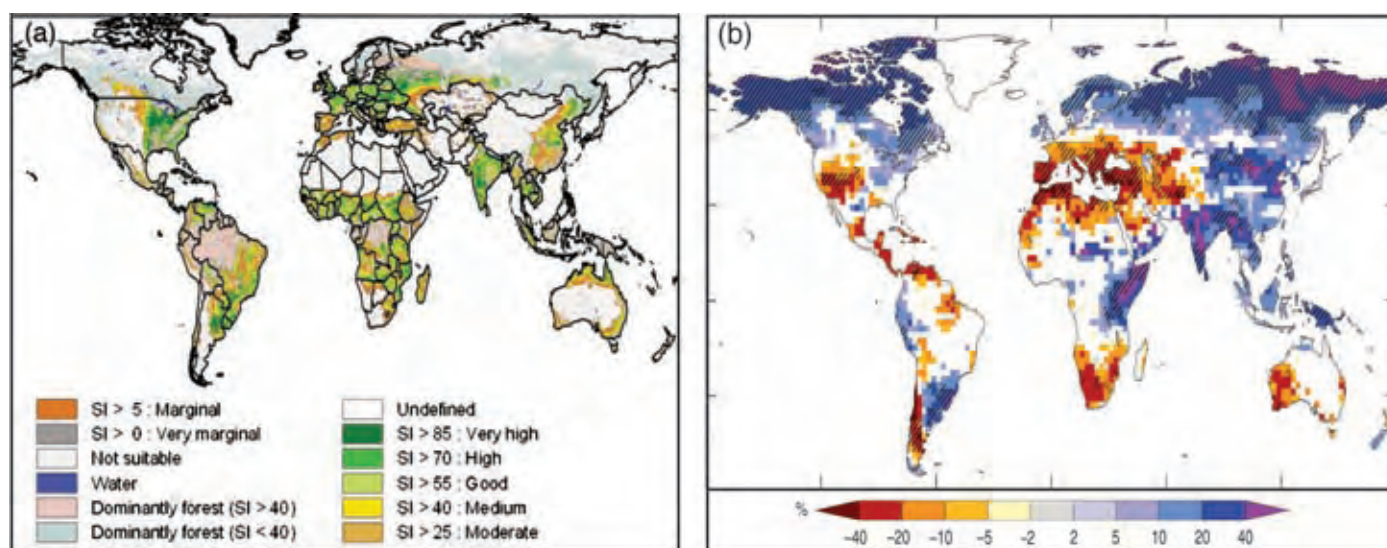 (a)
SI > 5 : Marginal
SI > 0 : Very marginal
Not suitable
Water
Dominantly forest (SI > 40)
Dominantly forest (SI < 40)
Undefined
SI > 85 : Very high
SI > 70 : High
SI > 55 : Good
SI > 40 : Medium
SI > 25 : Moderate
(b)
%
-40 -20 -10 -5 -2 2 5 10 20 40